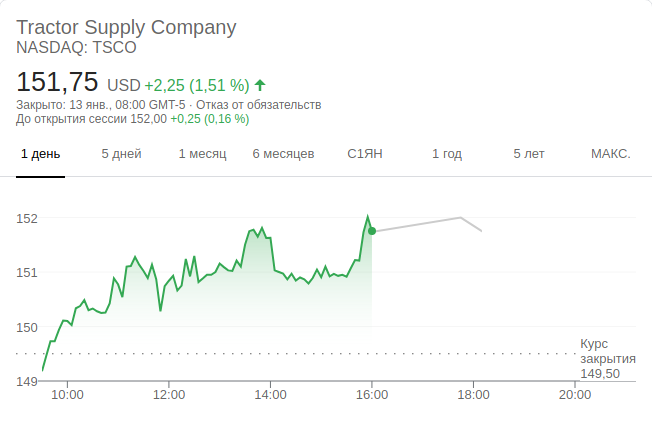 Tractor Supply Company
NASDAQ: TSCO
151,75 USD +2,25 (1,51 %)
Закрыто: 13 янв., 08:00 GMT-5 · Отказ от обязательств
До открытия сессии 152,00 +0,25 (0,16 %)
1 день 5 дней 1 месяц 6 месяцев С1ЯН 1 год 5 лет МАКС.
152
151
150
Курс
закрытия
149,50
149
10:00 12:00 14:00 16:00 18:00 20:00